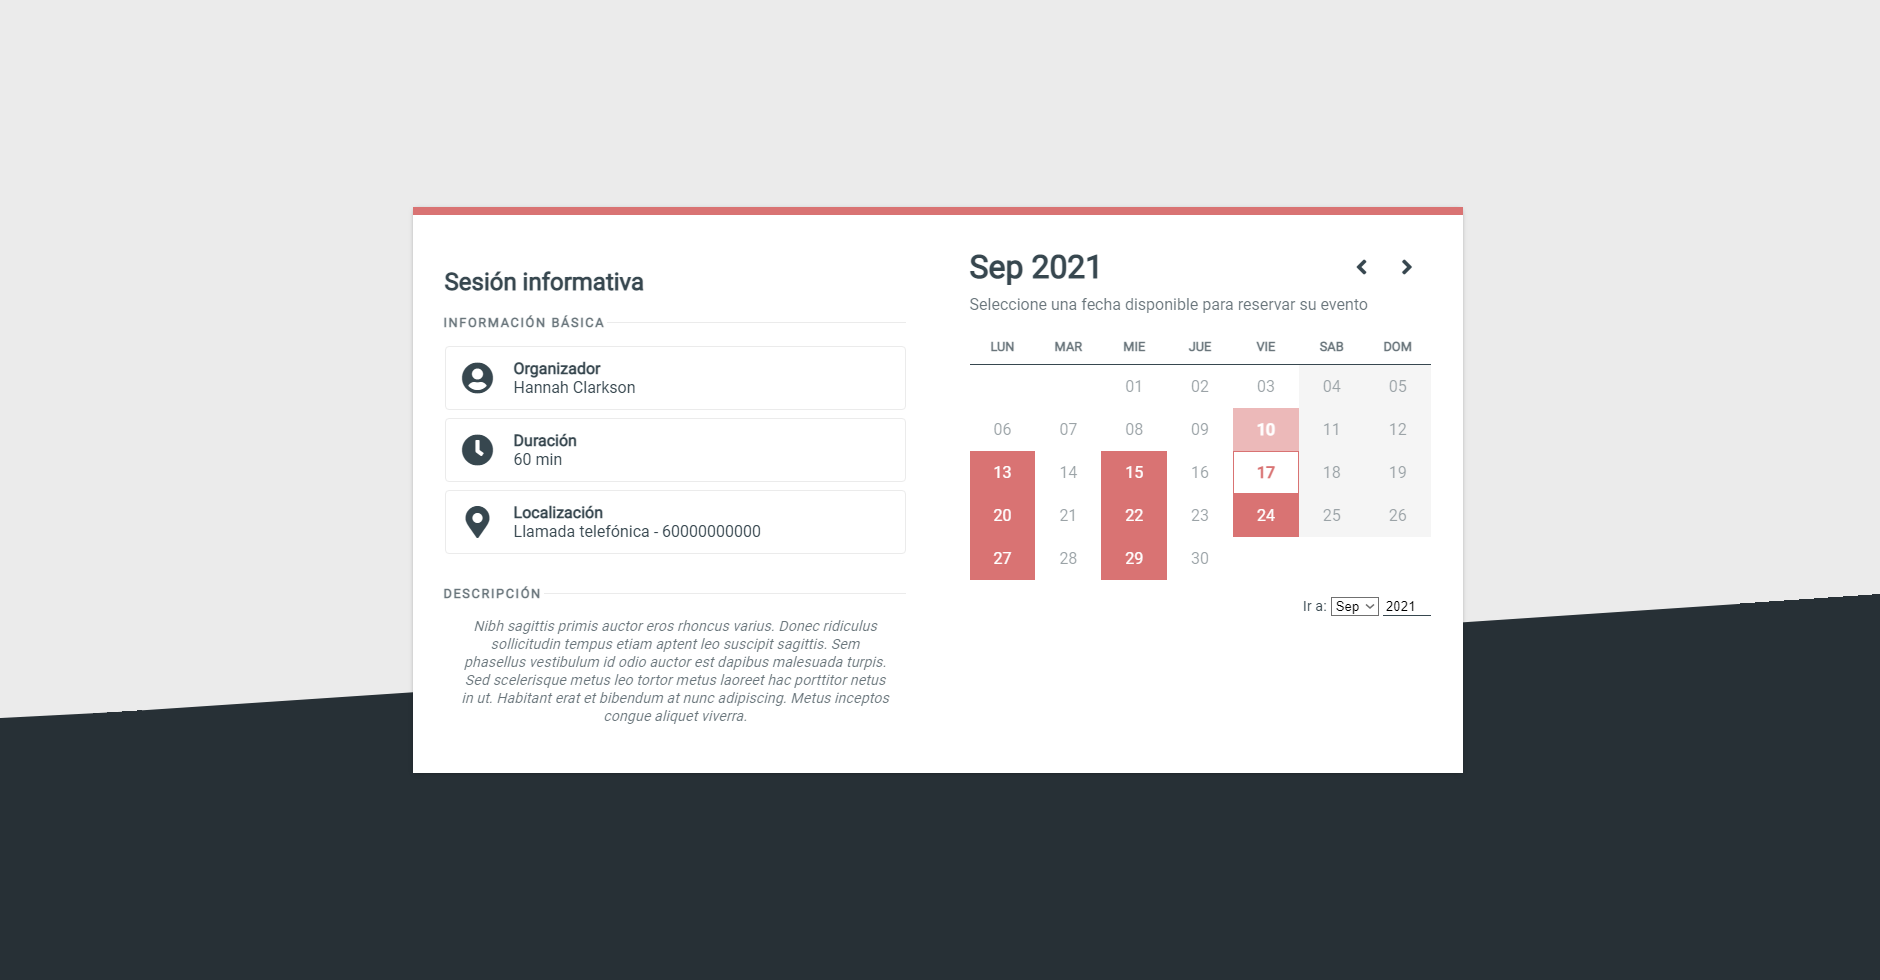 Sesión informativa
INFORMACIÓN BÁSICA
Organizador
Hannah Clarkson
Duración
60 min
Localización
Llamada telefónica - 60000000000
DESCRIPCIÓN
Nibh sagittis primis auctor eros rhoncus varius. Donec ridiculus
sollicitudin tempus etiam aptent leo suscipit sagittis. Sem
phasellus vestibulum id odio auctor est dapibus malesuada turpis.
Sed scelerisque metus leo tortor metus laoreet hac porttitor netus
in ut. Habitant erat et bibendum at nunc adipiscing. Metus inceptos
congue aliquet viverra.
Sep 2021
Seleccione una fecha disponible para reservar su evento
LUN MAR MIE JUE VIE SAB DOM
01 02 03 04 05
06 07 08 09 10 11 12
13 14 15 16 17 18 19
20 21 22 23 24 25 26
27 28 29 30
Ir a: Sep 2021